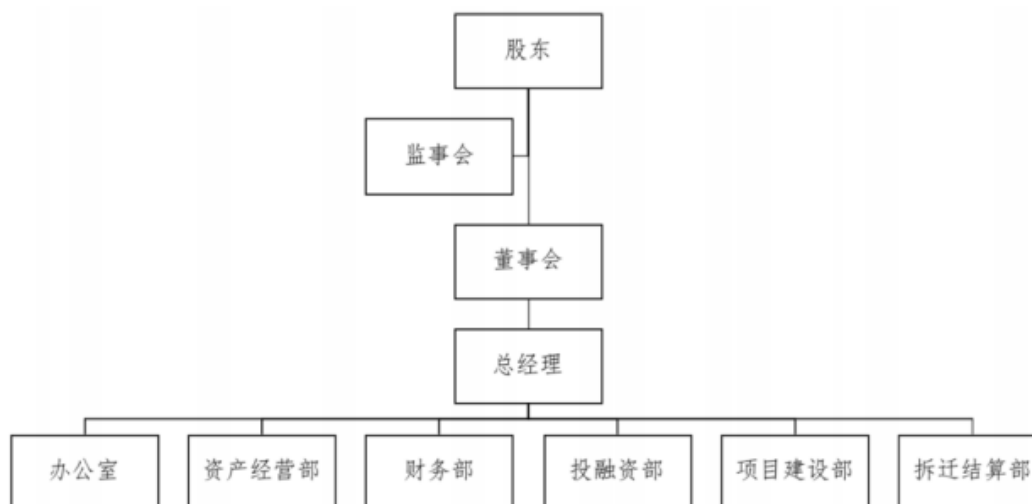 股东
监事会
董事会
总经理
办公室
资产经营部
财务部
投融资部
项目建设部
拆迁结算部